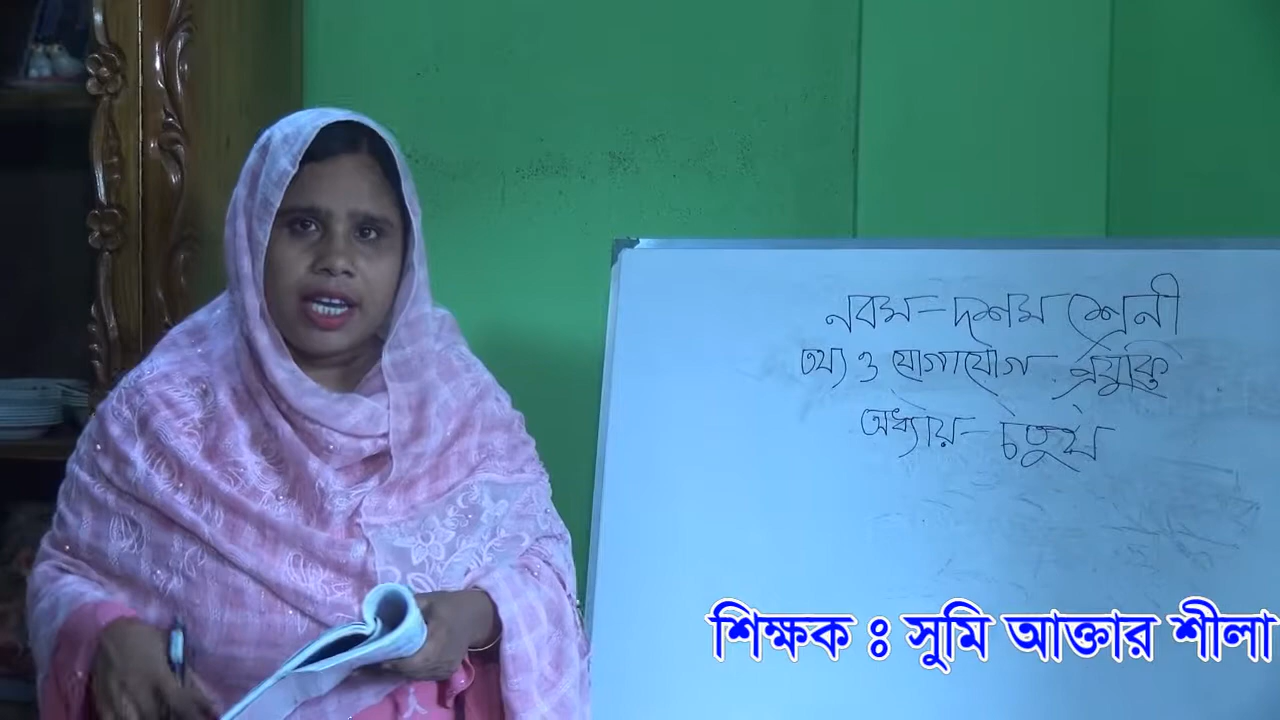 নবম-দশম শ্রেনী
তথ্য ও যোগাযোগ প্রযুক্তি
অধ্যায়- চতুর্থ
শিক্ষক ঃ সুমি আক্তার শীলা